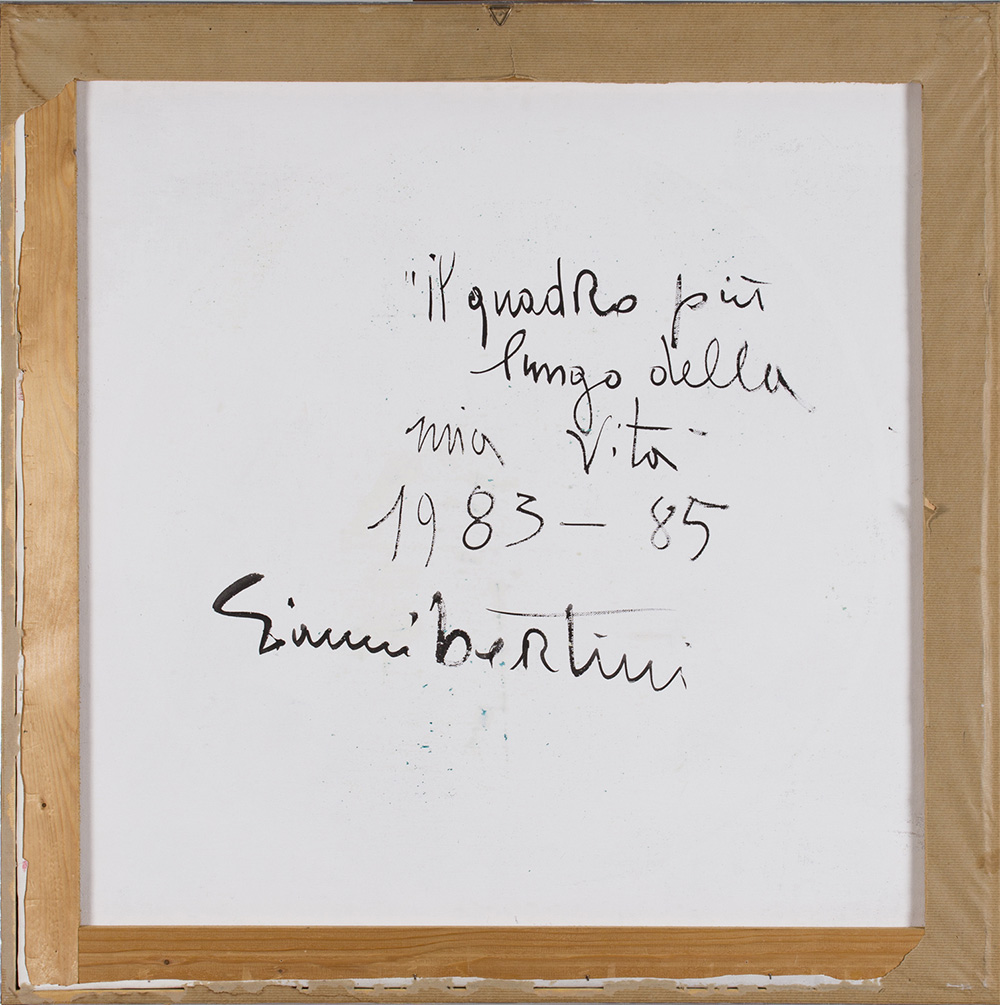 "il quadro più
lungo della
mia vita
1983 – 85
Gianni bertini